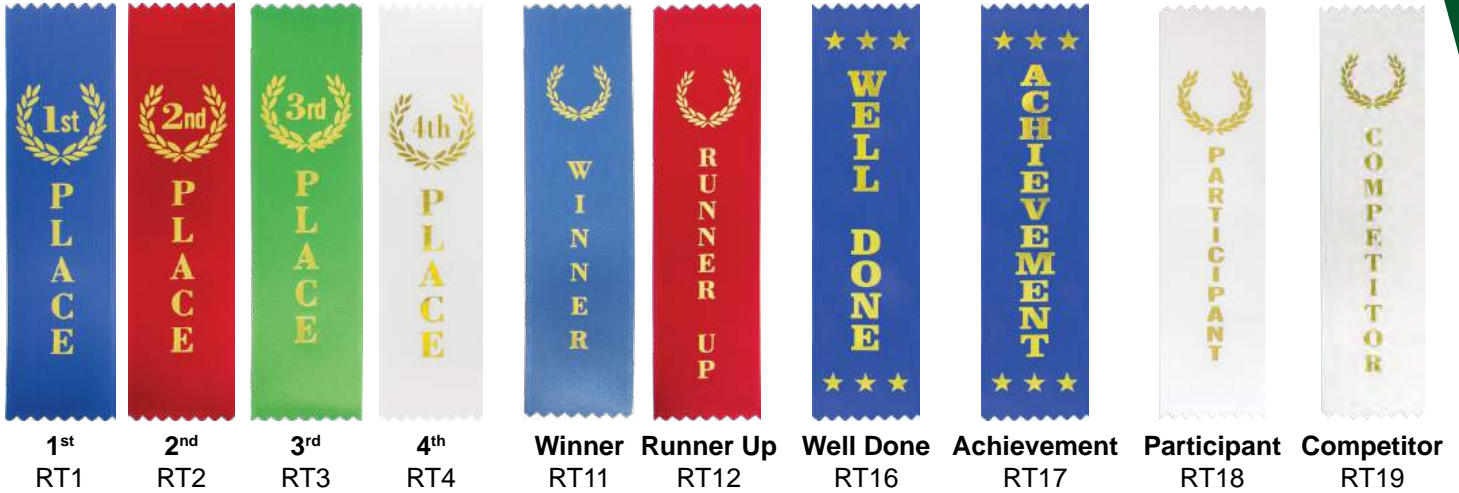 1st
PLACE
2nd
PLACE
3rd
PLACE
4th
PLACE
WINNER
RUNNER UP
WELL DONE
ACHIEVEMENT
PARTICIPANT
COMPETITOR
1st 2nd 3rd 4th Winner Runner Up Well Done Achievement Participant Competitor
RT1 RT2 RT3 RT4 RT11 RT12 RT16 RT17 RT18 RT19